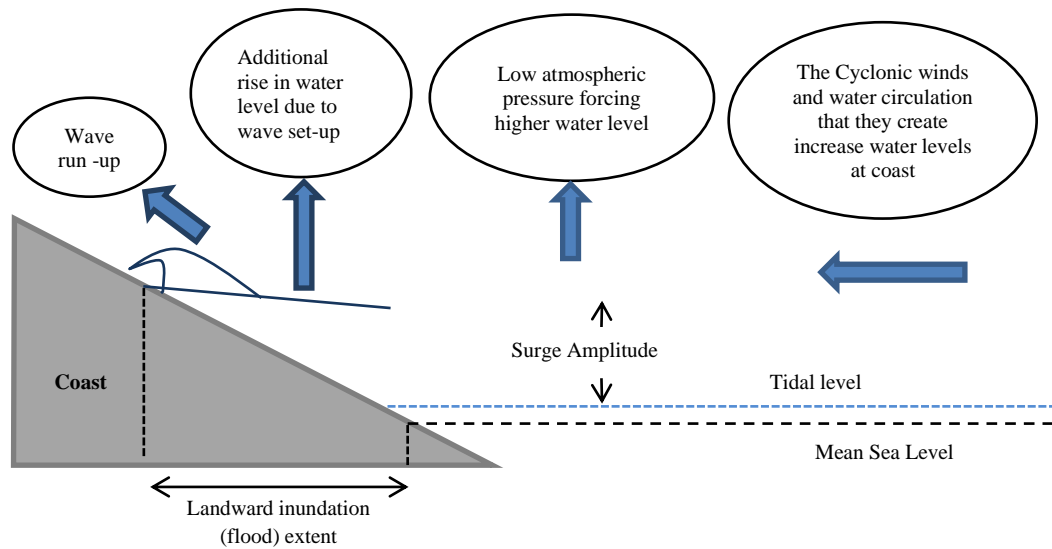 Wave
run -up
Additional
rise in water
level due to
wave set-up
Low atmospheric
pressure forcing
higher water level
The Cyclonic winds
and water circulation
that they create
increase water levels
at coast
Surge Amplitude
Coast
Tidal level
Mean Sea Level
Landward inundation
(flood) extent